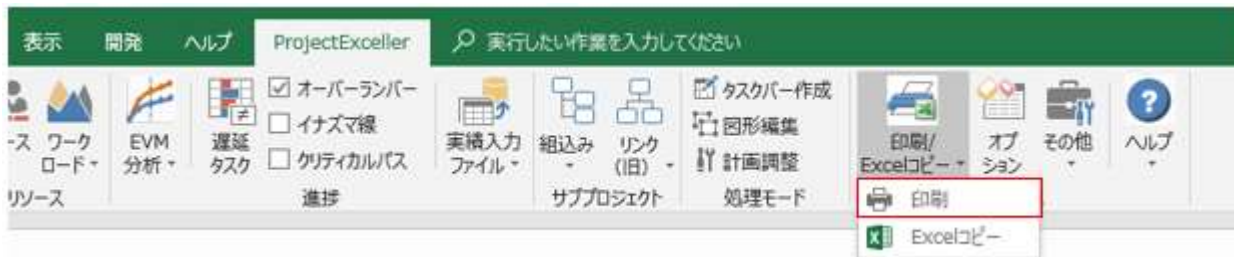 表示 開発 ヘルプ ProjectExceller 実行したい作業を入力してください
ース ワークロード EVM分析 遅延タスク オーバーランバー 実績入力ファイル 組込み リンク(旧) タスクバー作成 印刷/Excelコピー オプション その他 ヘルプ
イナズマ線 図形編集
クリティカルパス 計画調整
リソース 進捗 サブプロジェクト 処理モード
印刷
Excelコピー